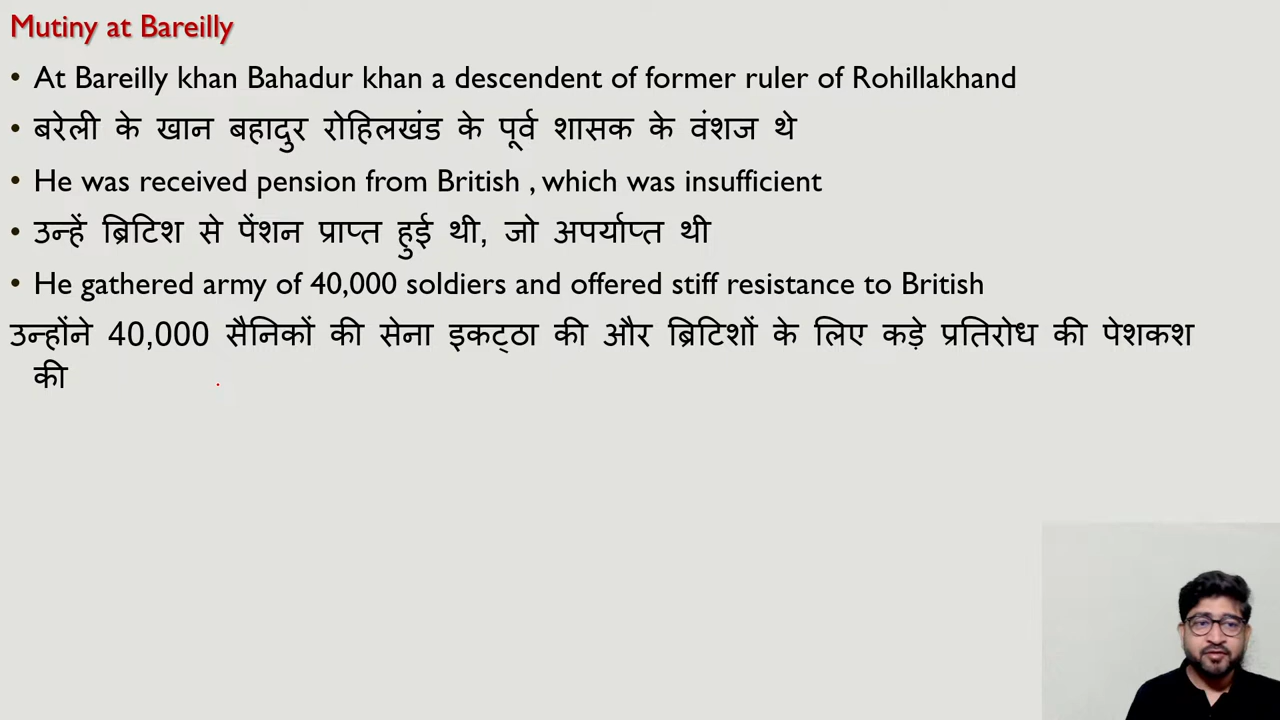 Mutiny at Bareilly
• At Bareilly khan Bahadur khan a descendent of former ruler of Rohillakhand
• बरेली के खान बहादुर रोहिलखंड के पूर्व शासक के वंशज थे
• He was received pension from British , which was insufficient
• उन्हें ब्रिटिश से पेंशन प्राप्त हुई थी, जो अपर्याप्त थी
• He gathered army of 40,000 soldiers and offered stiff resistance to British
उन्होंने 40,000 सैनिकों की सेना इकट्ठा की और ब्रिटिशों के लिए कड़े प्रतिरोध की पेशकश
की